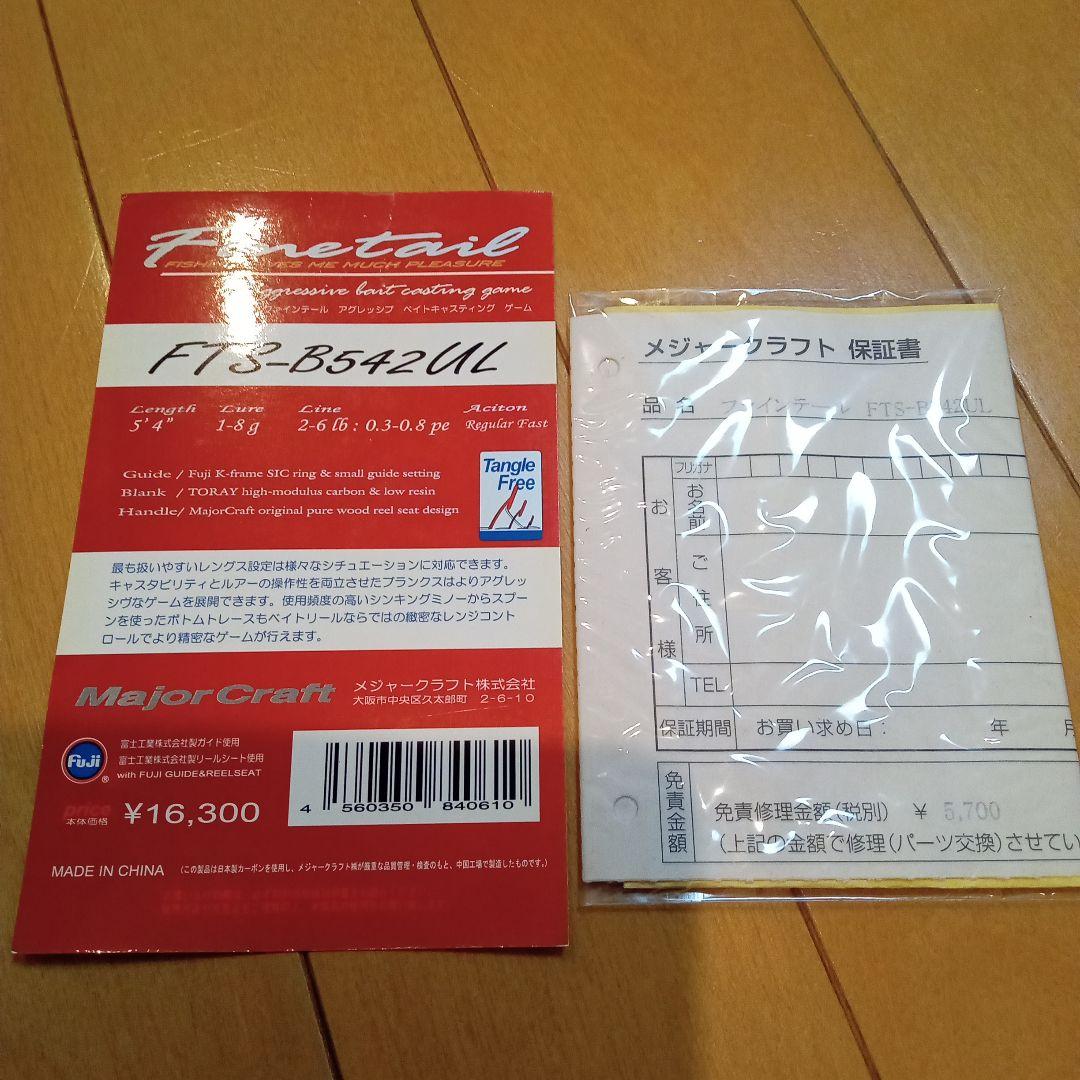 Finetail
FISHING GIVES ME MUCH PLEASURE
Aggressive bait casting game
ファインテール アグレッシブ ベイトキャスティング ゲーム
FTS-B542UL
Length Lure Line Aciton
5'4" 1-8 g 2-6 lb : 0.3-0.8 pe Regular Fast
Guide / Fuji K-frame SIC ring & small guide setting
Blank / TORAY high-modulus carbon & low resin
Handle/ MajorCraft original pure wood reel seat design
Tangle
Free
最も扱いやすいレングス設定は様々なシチュエーションに対応できます。
キャスタビリティとルアーの操作性を両立させたブランクスはよりアグレッ
シヴなゲームを展開できます。使用頻度の高いシンキングミノーからスプー
ンを使ったボトムトレースもベイトリールならではの緻密なレンジコント
ロールでより精密なゲームが行えます。
Major Craft
メジャークラフト株式会社
大阪市中央区久太郎町 2-6-10
Fuji
®
富士工業株式会社製ガイド使用
富士工業株式会社製リールシート使用
with FUJI GUIDE&REELSEAT
price
本体価格 ¥16,300
4 560350 840610
MADE IN CHINA (この製品は日本製カーボンを使用し、メジャークラフト㈱が厳重な品質管理・検査のもと、中国工場で製造したものです。)
メジャークラフト 保証書
品名 ファインテール FTS-B542UL
お客様
フリガナ
お名前
ご住所
TEL
保証期間 お買い求め日: 年 月
免責金額
免責修理金額(税別) ¥ 5,700
(上記の金額で修理(パーツ交換)させてい